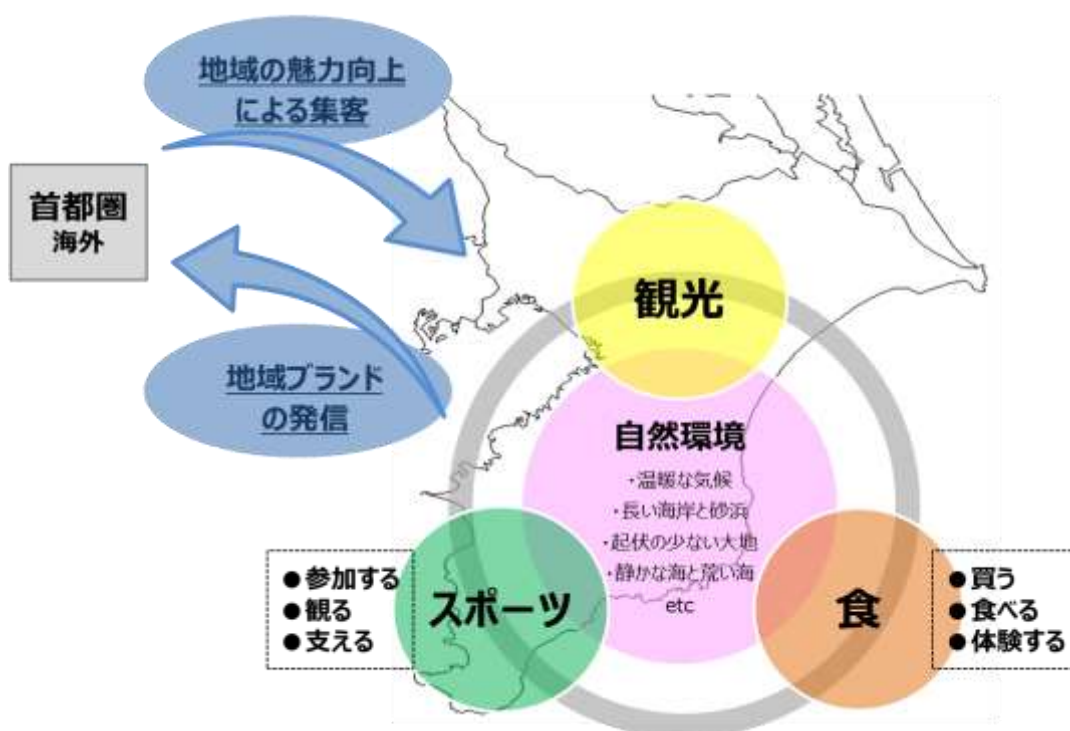 地域の魅力向上
による集客
首都圏
海外
観光
地域ブランド
の発信
自然環境
・温暖な気候
・長い海岸と砂浜
・起伏の少ない大地
・静かな海と荒い海
etc
●参加する
●観る
●支える
スポーツ
食
●買う
●食べる
●体験する